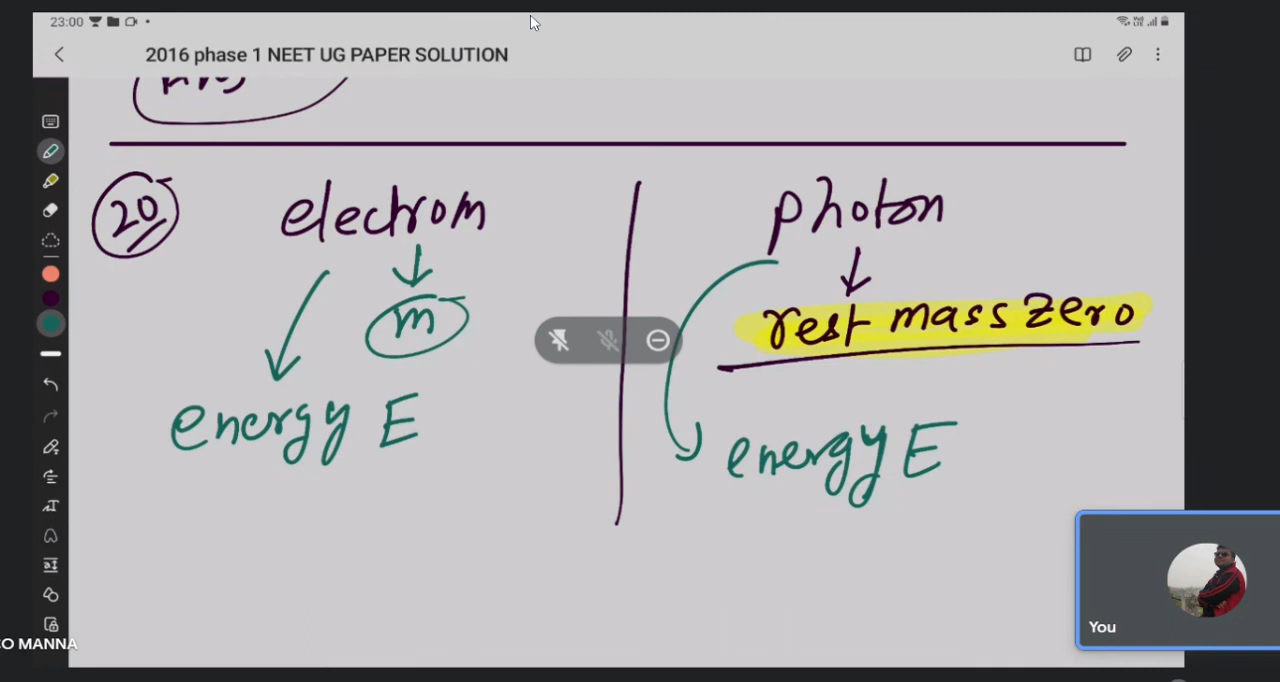 23:00
2016 phase 1 NEET UG PAPER SOLUTION
20 electrom photon
m rest mass zero
energy E energy E
You
CO MANNA